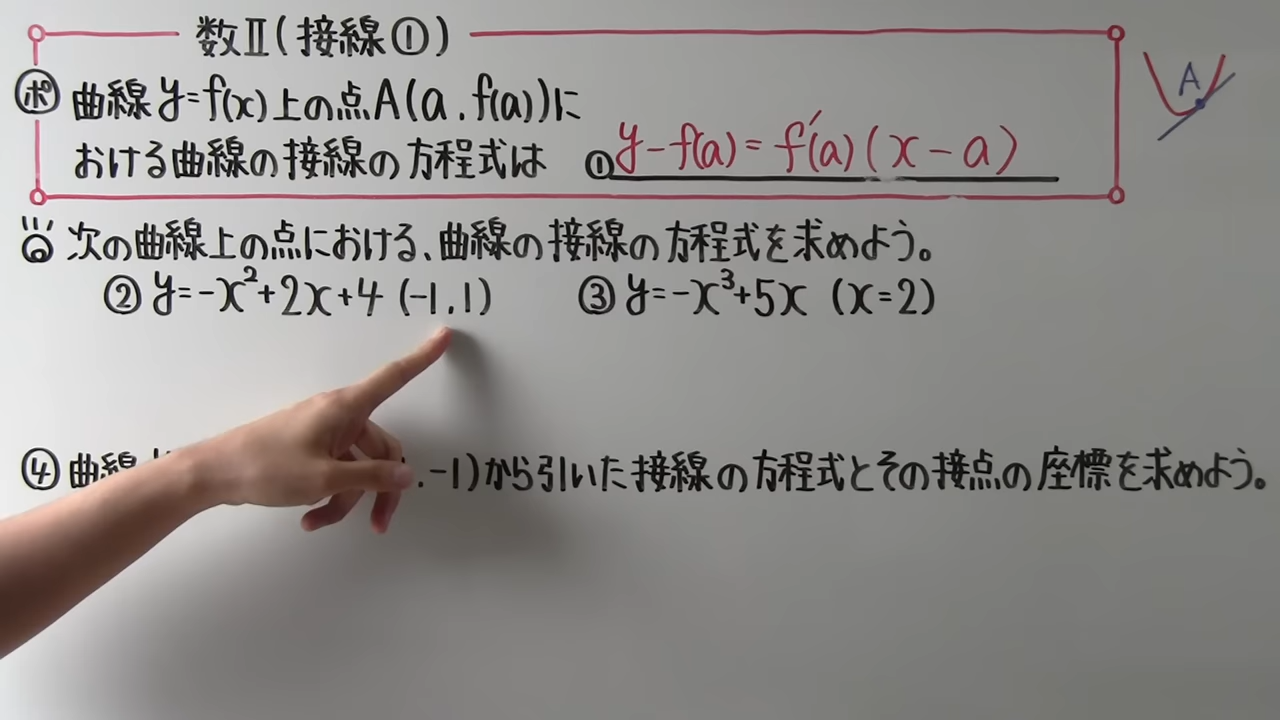 数Ⅱ(接線①)
ポ 曲線y=f(x)上の点A(a,f(a))に
おける曲線の接線の方程式は ①y-f(a)=f'(a)(x-a)
A
次の曲線上の点における、曲線の接線の方程式を求めよう。
②y=-x²+2x+4 (-1,1) ③y=-x³+5x (x=2)
④曲線 ,-1)から引いた接線の方程式とその接点の座標を求めよう。